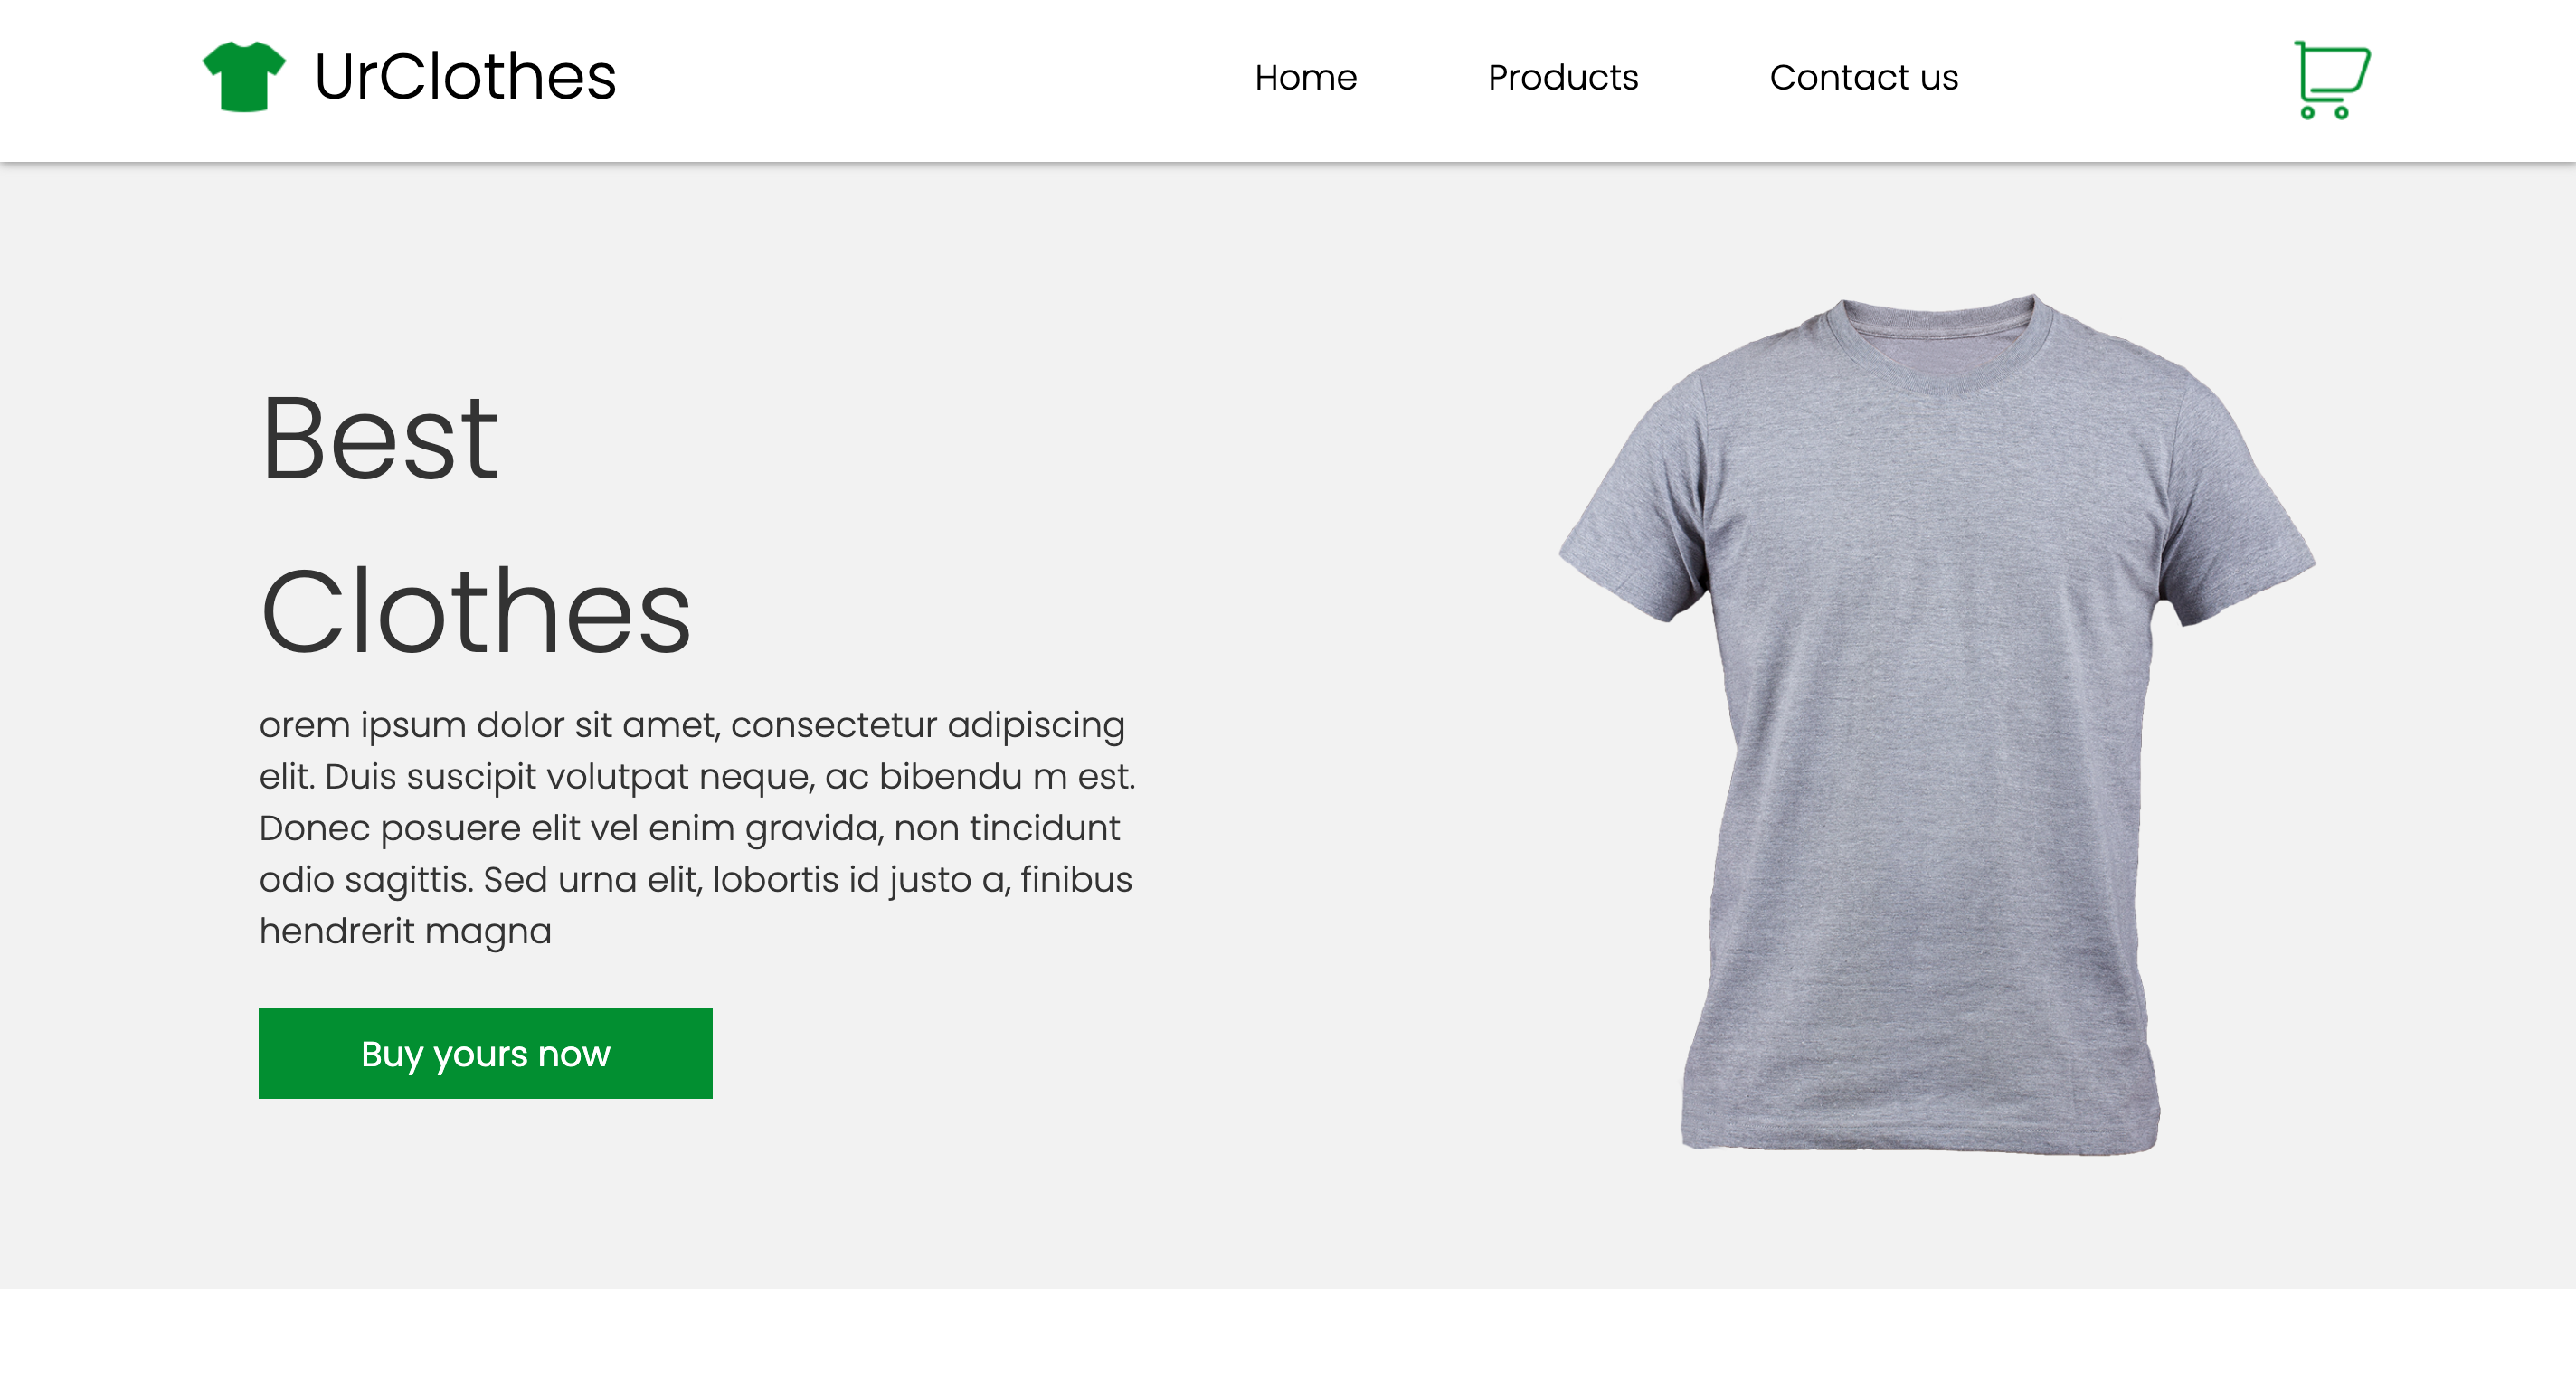 UrClothes
Home
Products
Contact us
Best
Clothes
orem ipsum dolor sit amet, consectetur adipiscing
elit. Duis suscipit volutpat neque, ac bibendu m est.
Donec posuere elit vel enim gravida, non tincidunt
odio sagittis. Sed urna elit, lobortis id justo a, finibus
hendrerit magna
Buy yours now